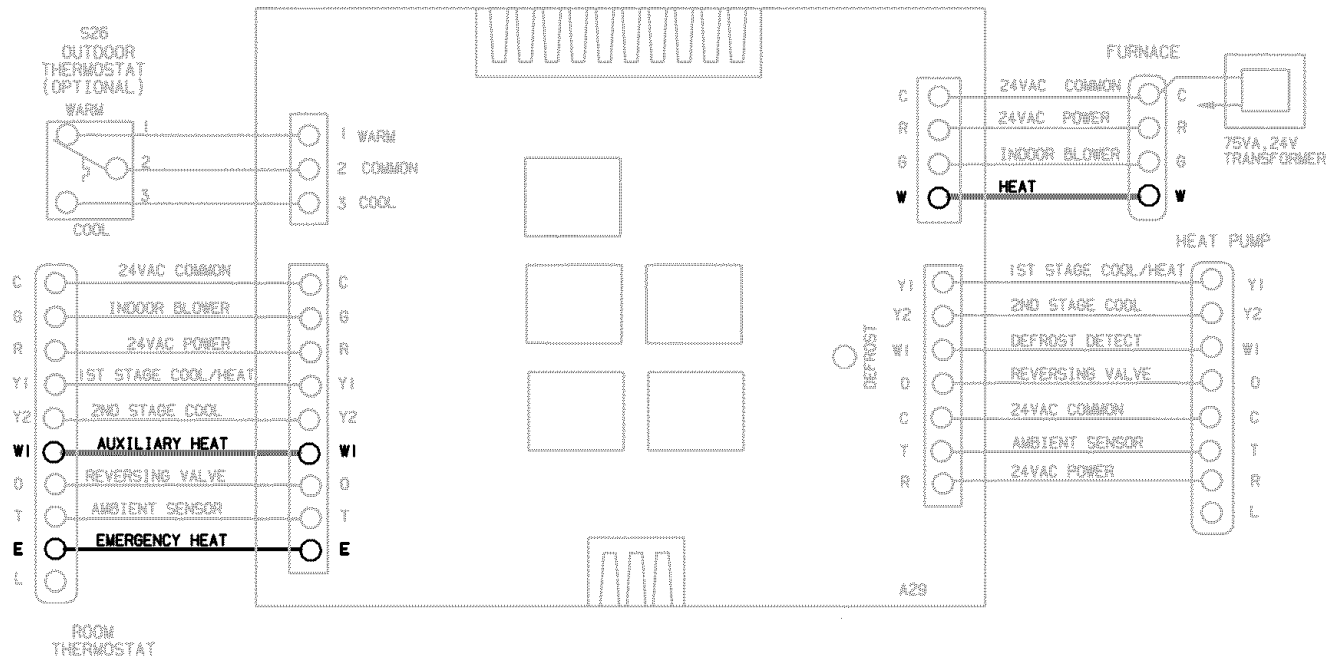 S26
OUTDOOR
THERMOSTAT
(OPTIONAL)
WARM
1
2
3
COOL
1 WARM
2 COMMON
3 COOL
C 24VAC COMMON C
G INDOOR BLOWER G
R 24VAC POWER R
Y1 1ST STAGE COOL/HEAT Y1
Y2 2ND STAGE COOL Y2
W1 AUXILIARY HEAT W1
O REVERSING VALVE O
T AMBIENT SENSOR T
E EMERGENCY HEAT E
L
ROOM
THERMOSTAT
DEFROST
A29
FURNACE
C 24VAC COMMON C
R 24VAC POWER R
G INDOOR BLOWER G
W HEAT W
75VA, 24V
TRANSFORMER
HEAT PUMP
Y1 1ST STAGE COOL/HEAT Y1
Y2 2ND STAGE COOL Y2
W1 DEFROST DETECT W1
O REVERSING VALVE O
C 24VAC COMMON C
T AMBIENT SENSOR T
R 24VAC POWER R
L